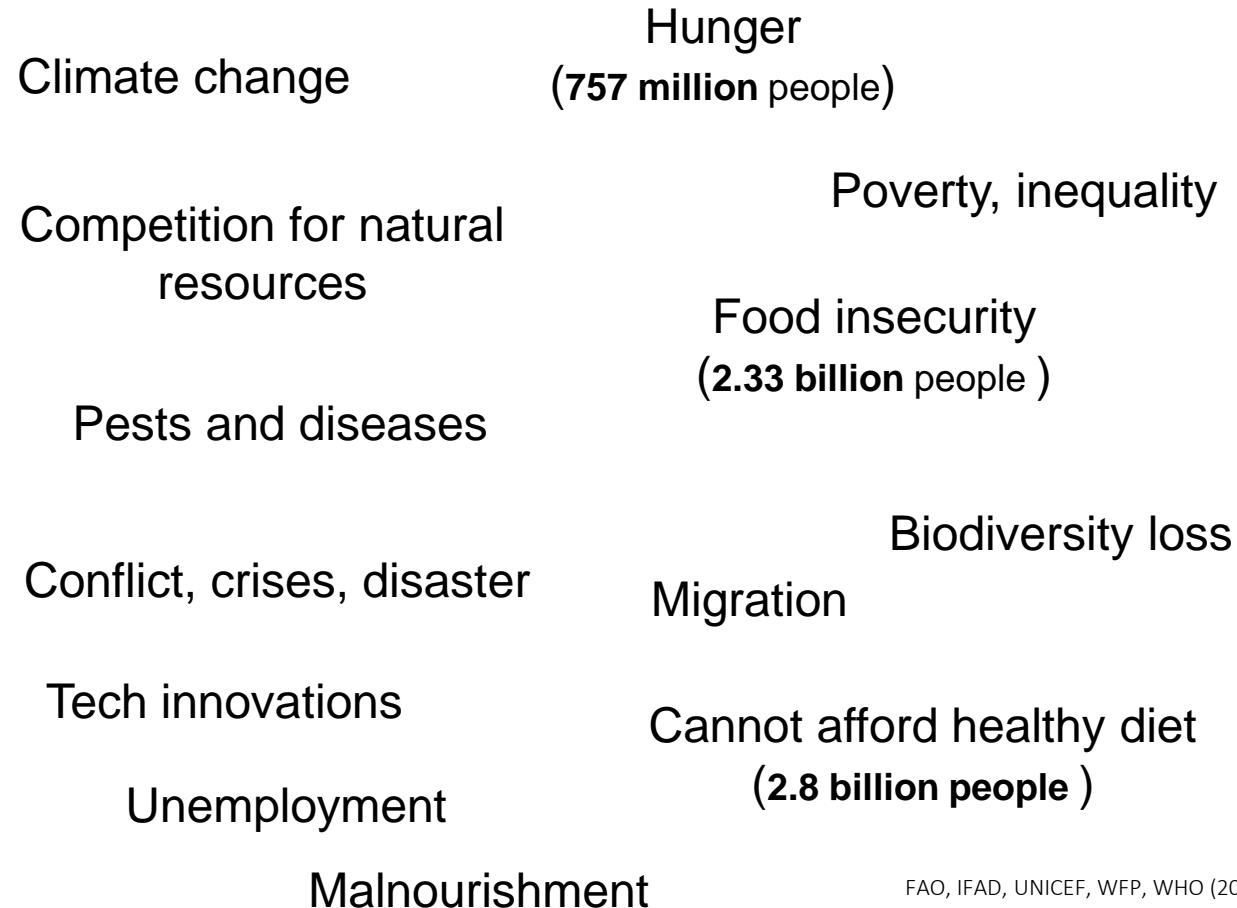 Hunger
(757 million people)
Climate change
Poverty, inequality
Competition for natural
resources
Food insecurity
(2.33 billion people )
Pests and diseases
Biodiversity loss
Conflict, crises, disaster
Migration
Tech innovations
Cannot afford healthy diet
(2.8 billion people )
Unemployment
Malnourishment
FAO, IFAD, UNICEF, WFP, WHO (20